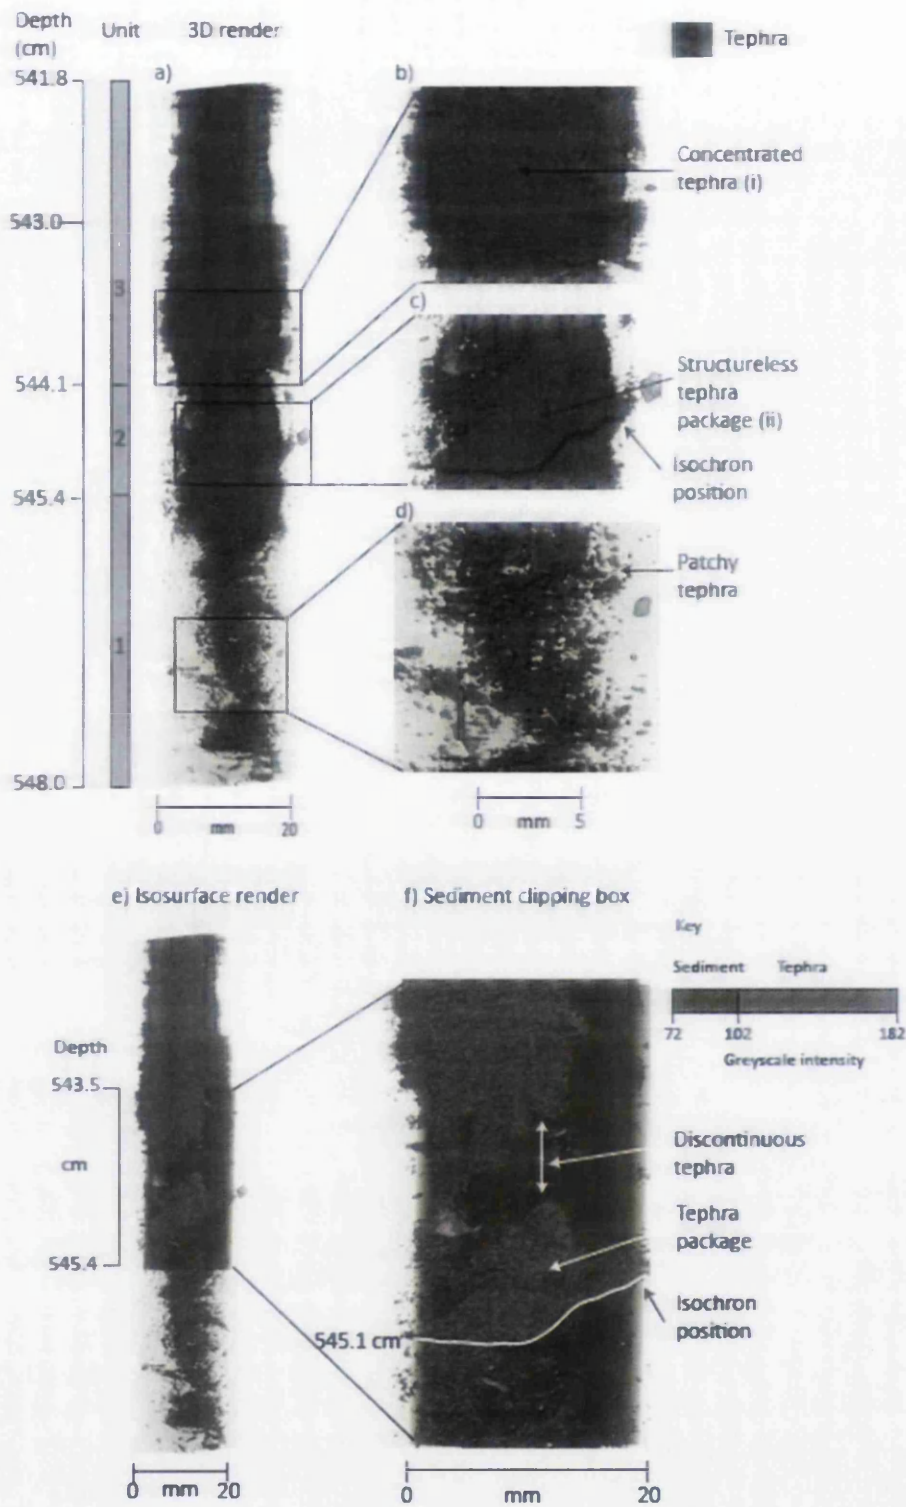 Depth
(cm)
Unit
3D render
Tephra
541.8
a)
b)
Concentrated
tephra (i)
543.0
3
c)
544.1
Structureless
tephra
package (ii)
2
Isochron
position
545.4
d)
Patchy
tephra
1
548.0
0 mm 20
0 mm 5
e) Isosurface render
f) Sediment clipping box
Key
Sediment Tephra
72 102 182
Greyscale intensity
Depth
543.5
cm
Discontinuous
tephra
Tephra
package
545.4
Isochron
position
545.1 cm
0 mm 20
0 mm 20